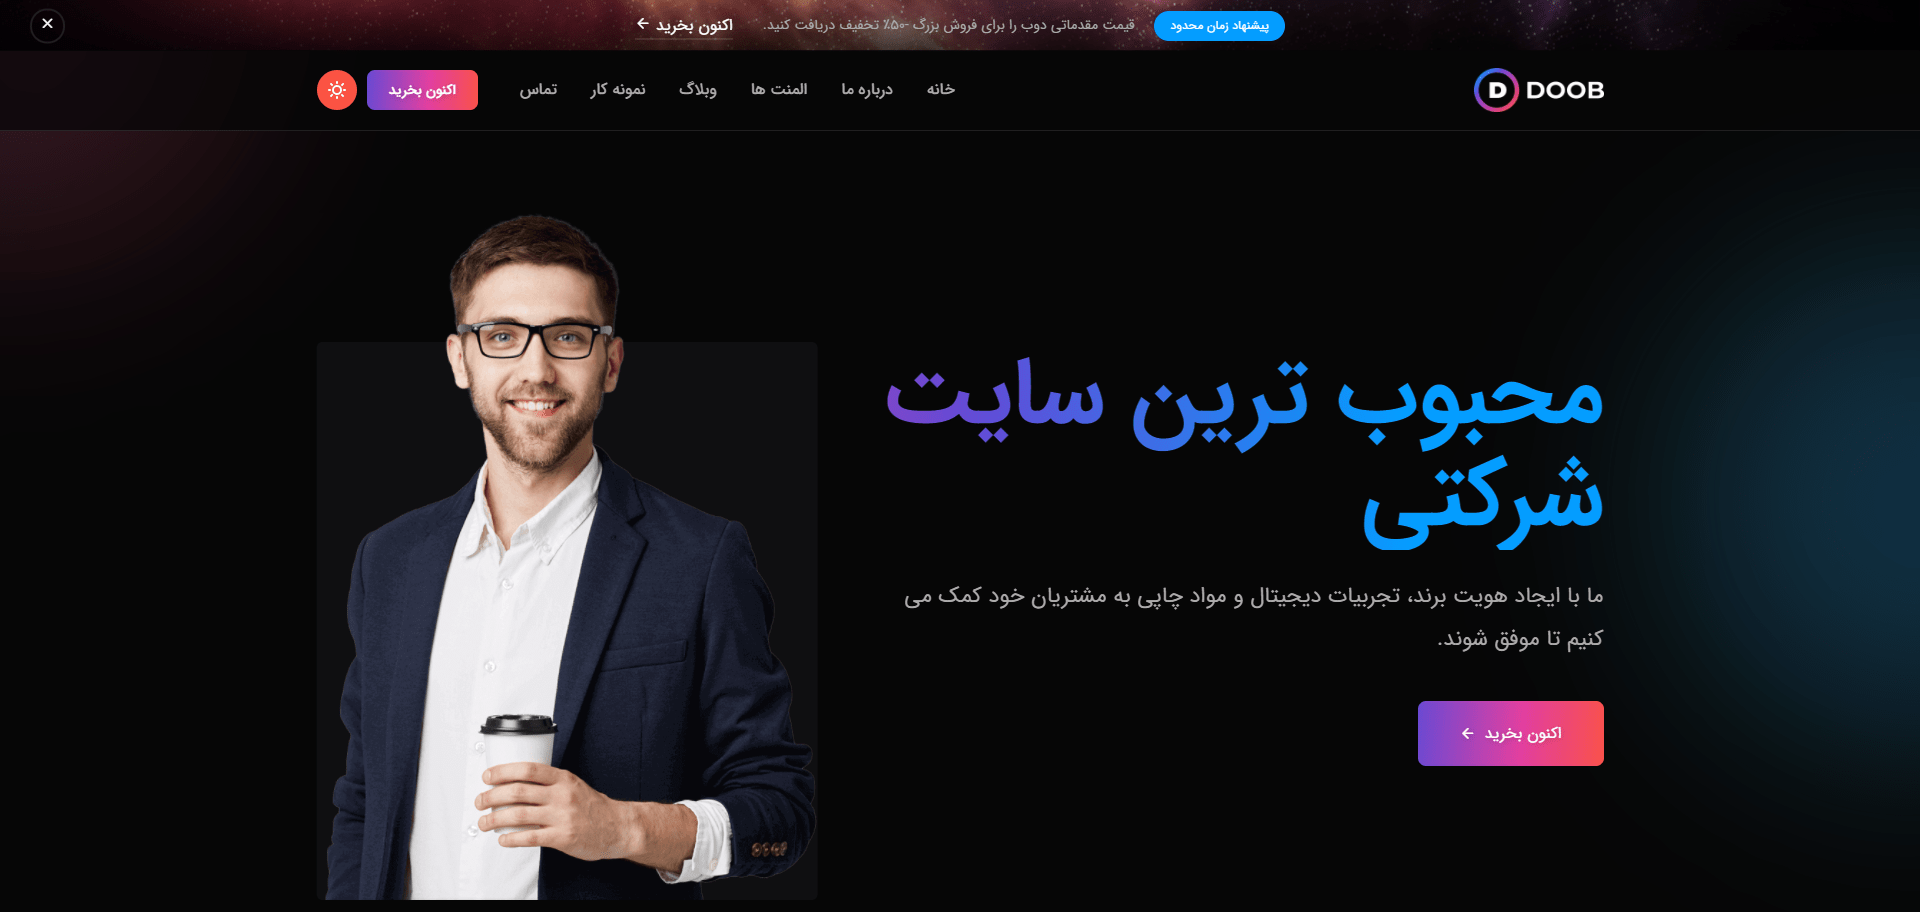 پیشنهاد زمان محدود
قیمت مقدماتی دوب را برای فروش بزرگ -۵۰٪ تخفیف دریافت کنید.
اکنون بخرید
D DOOB
خانه
درباره ما
المنت ها
وبلاگ
نمونه کار
تماس
اکنون بخرید
محبوب ترین سایت
شرکتی
ما با ایجاد هویت برند، تجربیات دیجیتال و مواد چاپی به مشتریان خود کمک می
کنیم تا موفق شوند.
اکنون بخرید